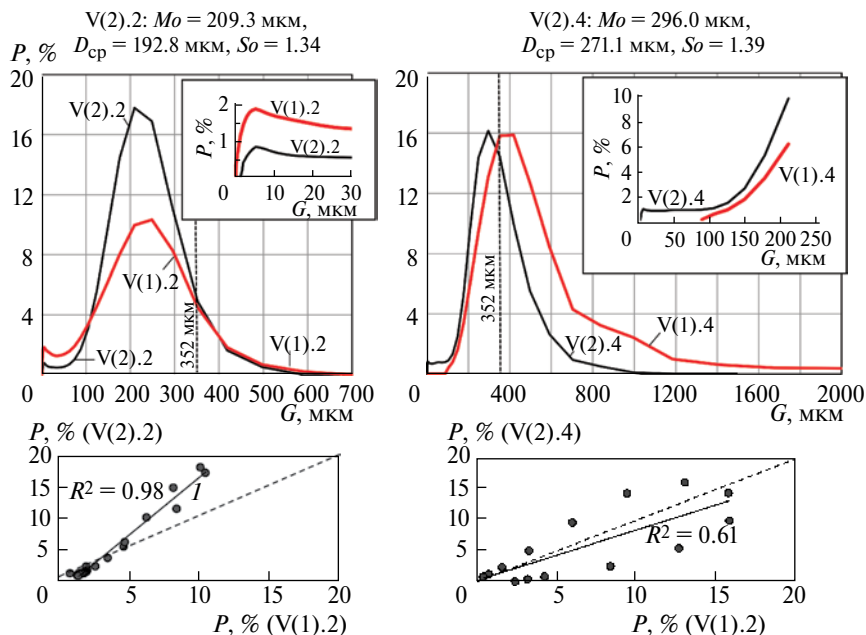 V(2).2: Mo = 209.3 мкм,
Dср = 192.8 мкм, So = 1.34
P, %
20
16
12
8
4
0
100 200 300 400 500 600 700
G, мкм
V(2).2
V(1).2
V(2).2
V(1).2
352 мкм
P, %
2
1
0
10 20 30
G, мкм
V(1).2
V(2).2
V(2).4: Mo = 296.0 мкм,
Dср = 271.1 мкм, So = 1.39
20
16
12
8
4
0
400 800 1200 1600 2000
G, мкм
352 мкм
V(2).4
V(1).4
P, %
10
8
6
4
2
0
50 100 150 200 250
G, мкм
V(2).4
V(1).4
P, % (V(2).2)
20
15
10
5
0
5 10 20
R² = 0.98
1
P, % (V(1).2)
P, % (V(2).4)
20
15
10
5
0
5 10 15 20
R² = 0.61
P, % (V(1).2)